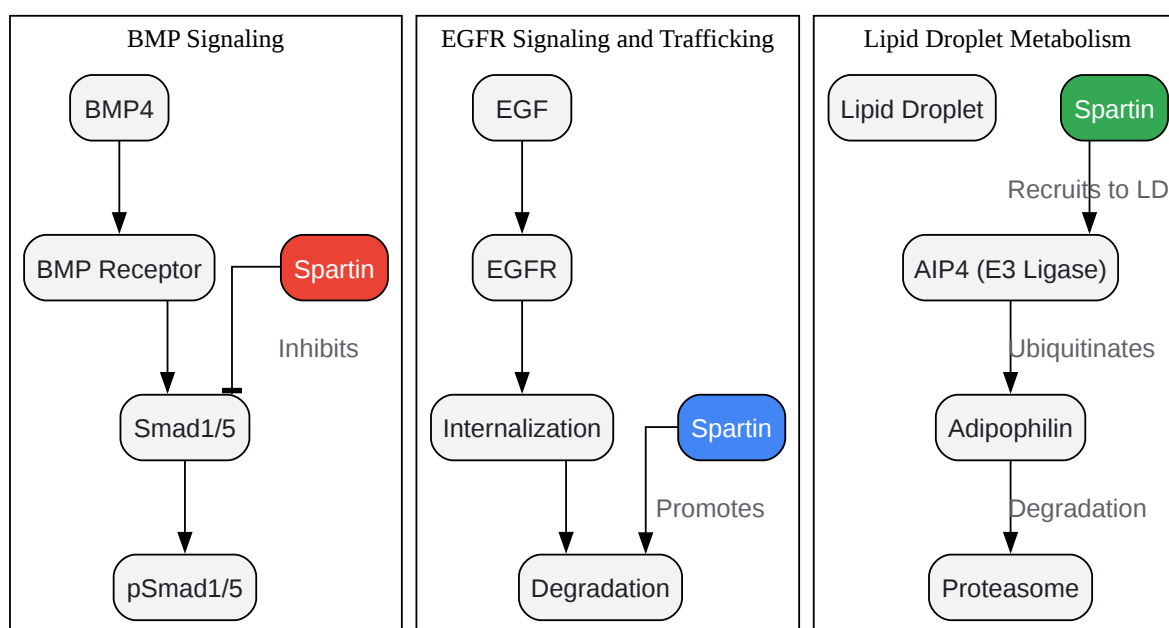 BMP Signaling
BMP4
BMP Receptor
Spartin
Inhibits
Smad1/5
pSmad1/5
EGFR Signaling and Trafficking
EGF
EGFR
Internalization
Spartin
Promotes
Degradation
Lipid Droplet Metabolism
Lipid Droplet
Spartin
Recruits to LD
AIP4 (E3 Ligase)
Ubiquitinates
Adipophilin
Degradation
Proteasome